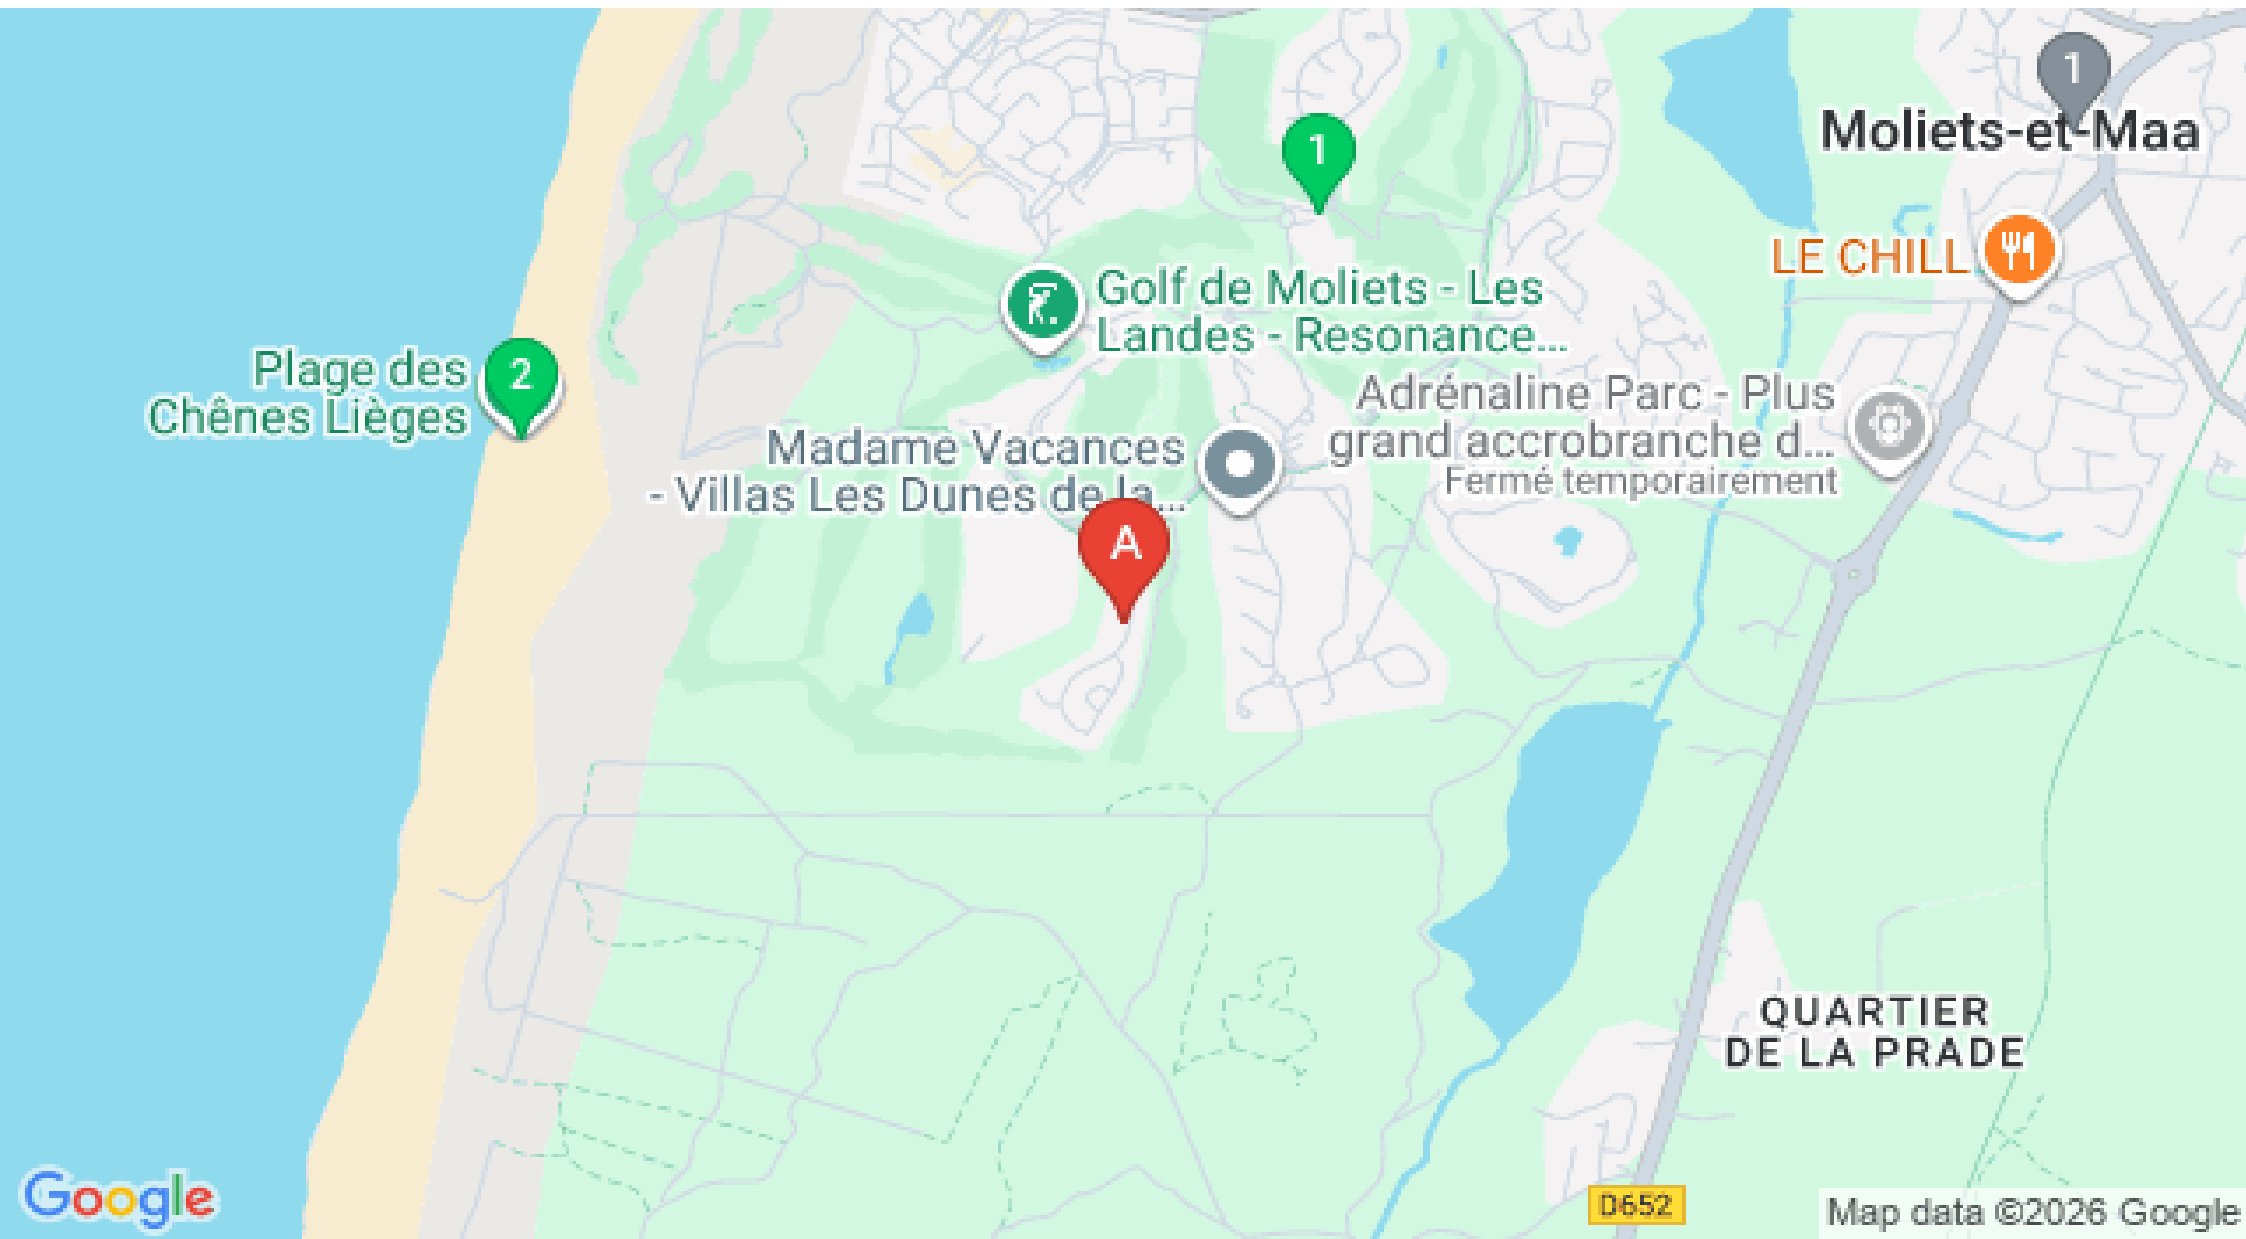 1
Moliets-et-Maa
1
LE CHILL
Golf de Moliets - Les
Landes - Resonance...
Plage des
Chênes Lièges
2
Adrénaline Parc - Plus
grand accrobranche d...
Fermé temporairement
Madame Vacances
- Villas Les Dunes de la...
A
QUARTIER
DE LA PRADE
D652
Google
Map data ©2026 Google